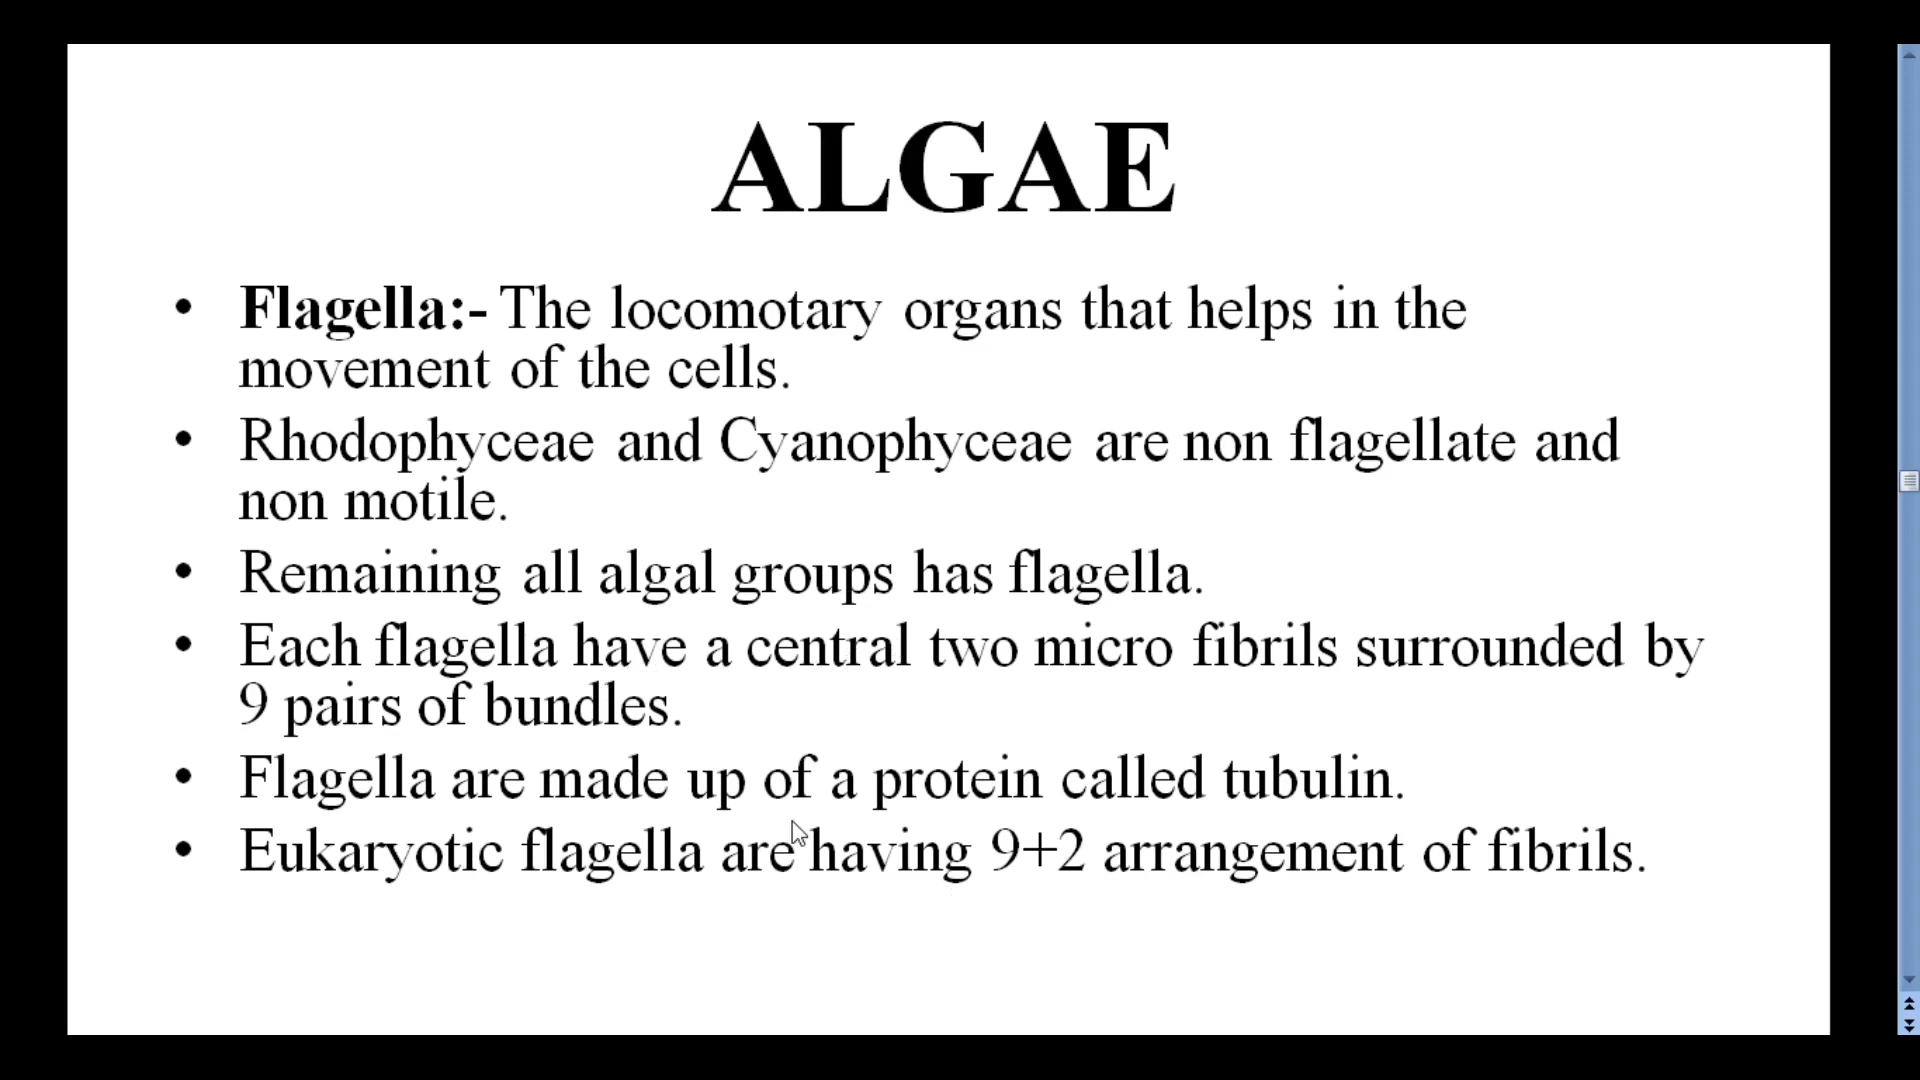 ALGAE
• Flagella:- The locomotary organs that helps in the
movement of the cells.
• Rhodophyceae and Cyanophyceae are non flagellate and
non motile.
• Remaining all algal groups has flagella.
• Each flagella have a central two micro fibrils surrounded by
9 pairs of bundles.
• Flagella are made up of a protein called tubulin.
• Eukaryotic flagella are having 9+2 arrangement of fibrils.